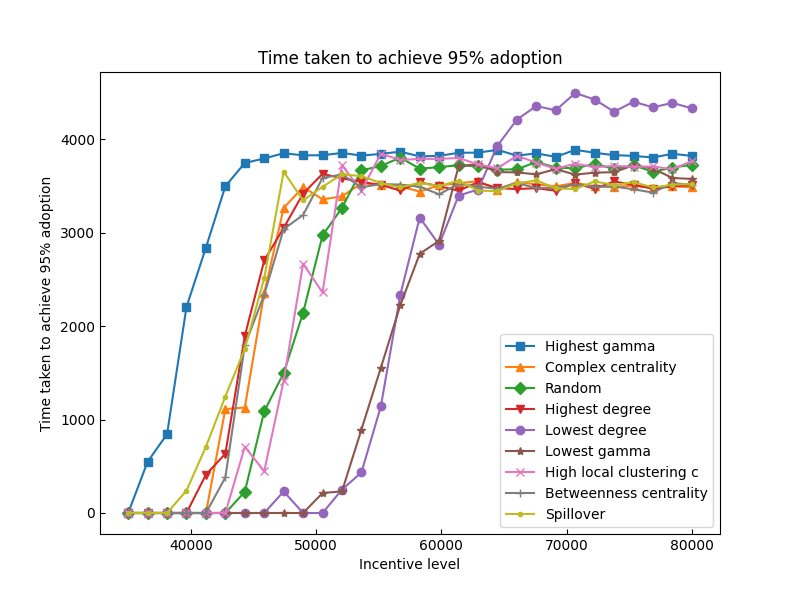 Time taken to achieve 95% adoption
Time taken to achieve 95% adoption
4000
3000
2000
1000
0
Highest gamma
Complex centrality
Random
Highest degree
Lowest degree
Lowest gamma
High local clustering c
Betweenness centrality
Spillover
40000 50000 60000 70000 80000
Incentive level